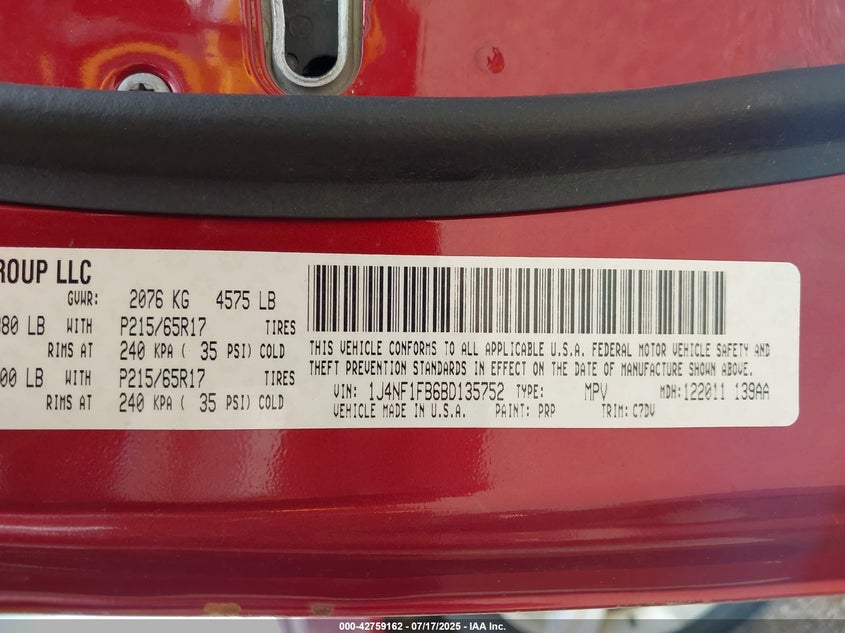 ROUP LLC
GVWR: 2076 KG 4575 LB
80 LB WITH P215/65R17 TIRES
RIMS AT 240 KPA ( 35 PSI) COLD
00 LB WITH P215/65R17 TIRES
RIMS AT 240 KPA ( 35 PSI) COLD
THIS VEHICLE CONFORMS TO ALL APPLICABLE U.S.A. FEDERAL MOTOR VEHICLE SAFETY AND
THEFT PREVENTION STANDARDS IN EFFECT ON THE DATE OF MANUFACTURE SHOWN ABOVE.
VIN: 1J4NF1FB6BD135752 TYPE: MPV MDH:122011 139AA
VEHICLE MADE IN U.S.A. PAINT: PRP TRIM: C7DV
000-42759162 - 07/17/2025 - IAA Inc.